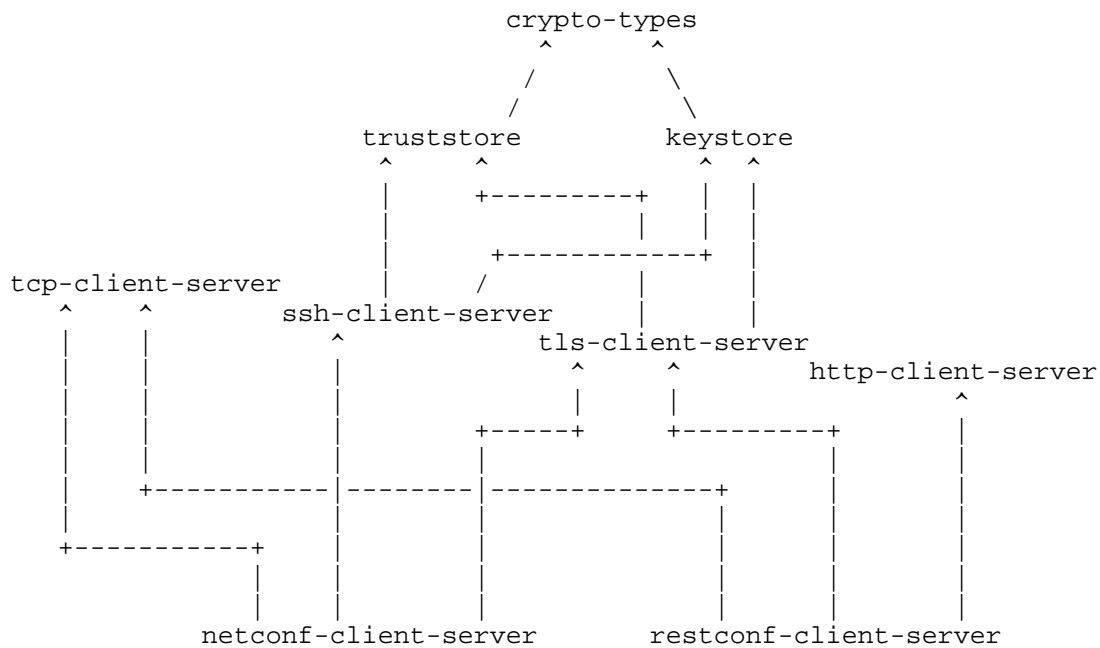 crypto-types
truststore keystore
tcp-client-server
ssh-client-server
tls-client-server
http-client-server
netconf-client-server restconf-client-server